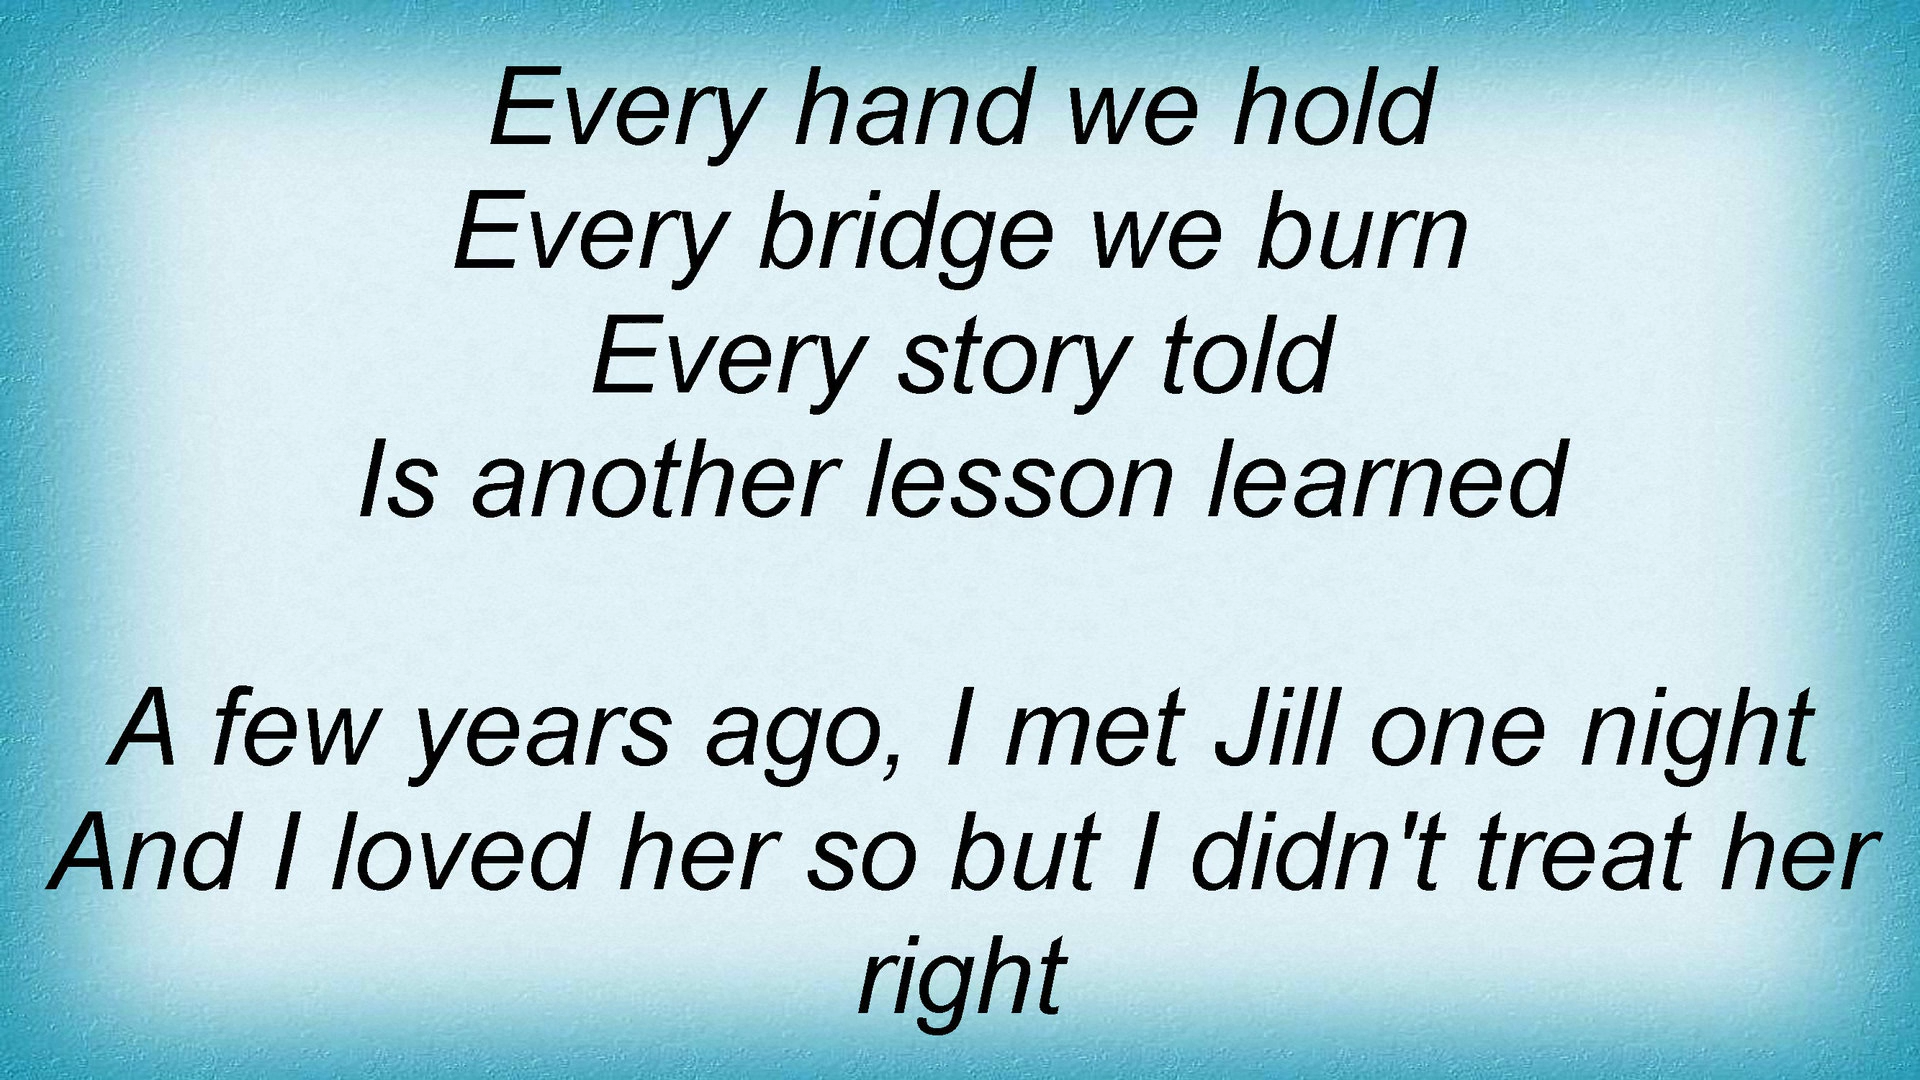 Every hand we hold
Every bridge we burn
Every story told
Is another lesson learned
A few years ago, I met Jill one night
And I loved her so but I didn't treat her
right